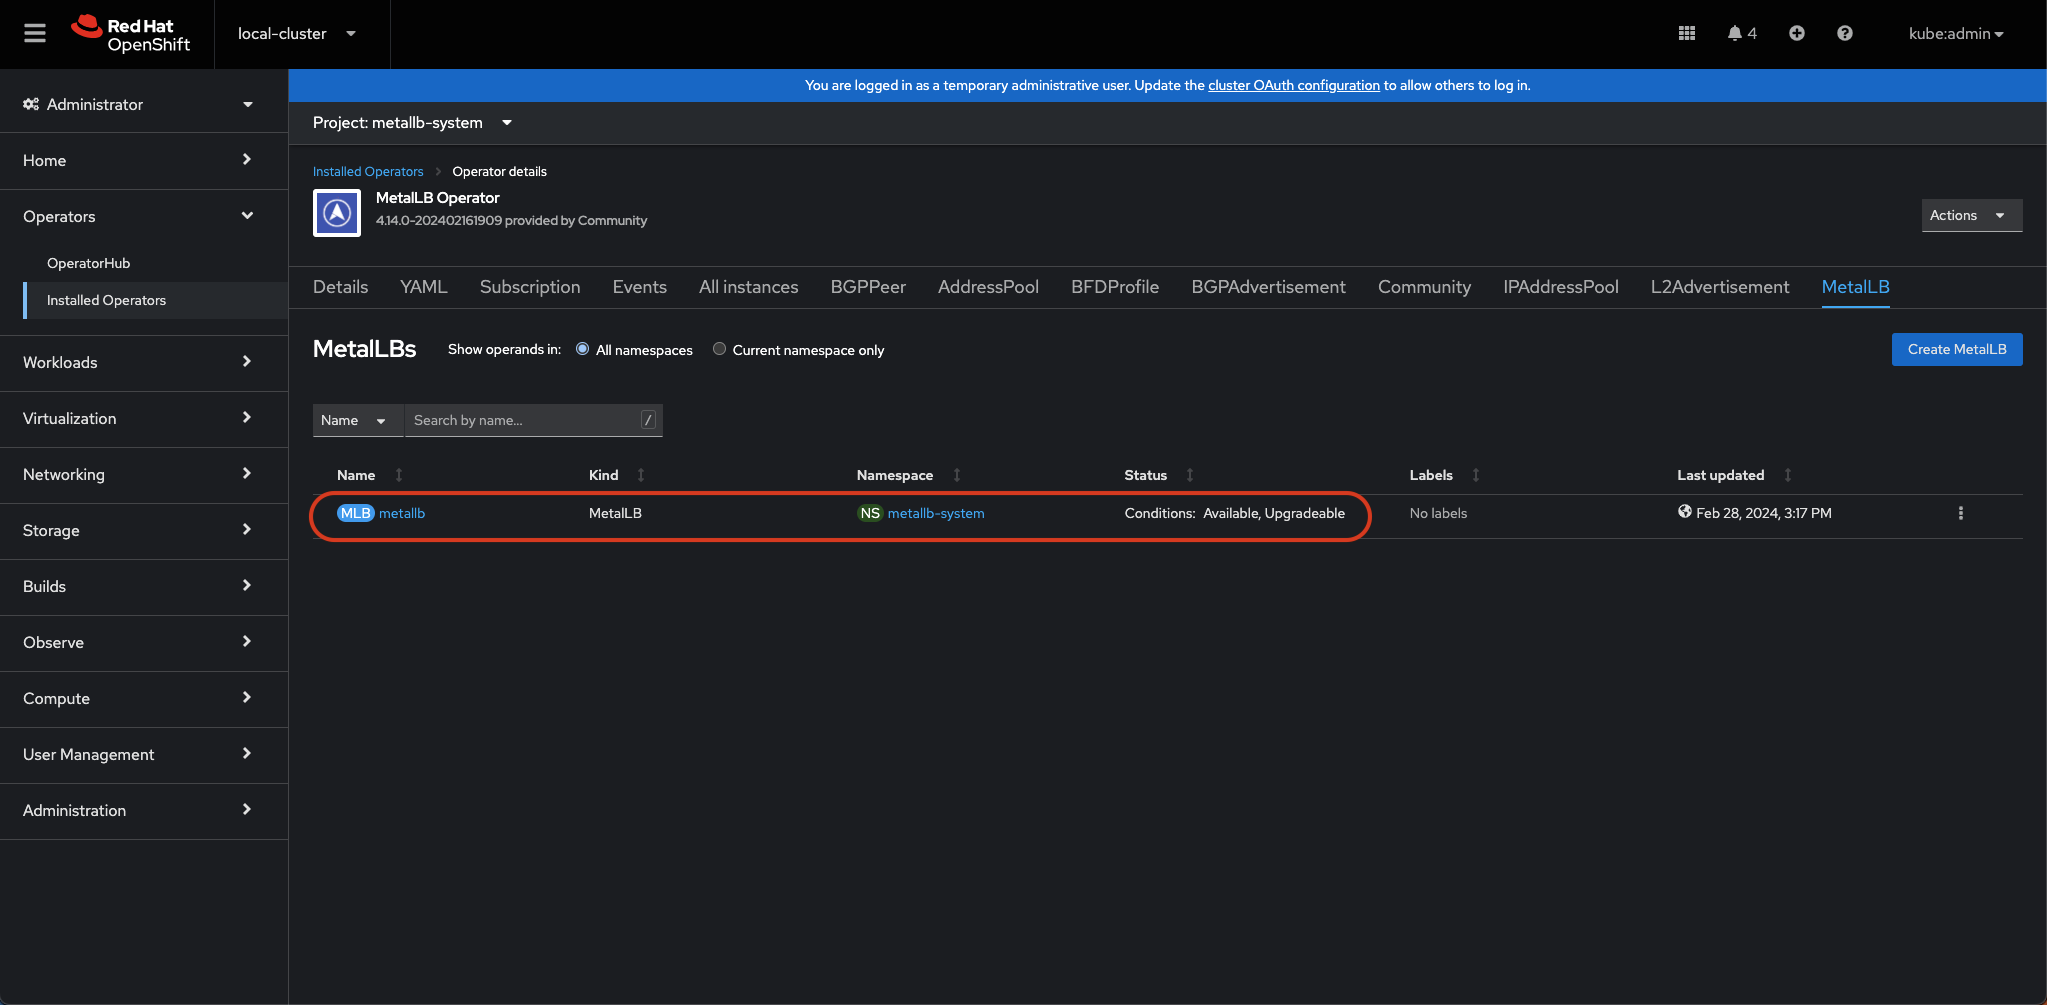 Red Hat
OpenShift
local-cluster
4
kube:admin
You are logged in as a temporary administrative user. Update the cluster OAuth configuration to allow others to log in.
Administrator
Home
Operators
OperatorHub
Installed Operators
Workloads
Virtualization
Networking
Storage
Builds
Observe
Compute
User Management
Administration
Project: metallb-system
Installed Operators Operator details
MetalLB Operator
4.14.0-202402161909 provided by Community
Actions
Details YAML Subscription Events All instances BGPPeer AddressPool BFDProfile BGPAdvertisement Community IPAddressPool L2Advertisement MetalLB
MetalLBs Show operands in: All namespaces Current namespace only Create MetalLB
Name Search by name... /
Name Kind Namespace Status Labels Last updated
MLB metallb MetalLB NS metallb-system Conditions: Available, Upgradeable No labels Feb 28, 2024, 3:17 PM